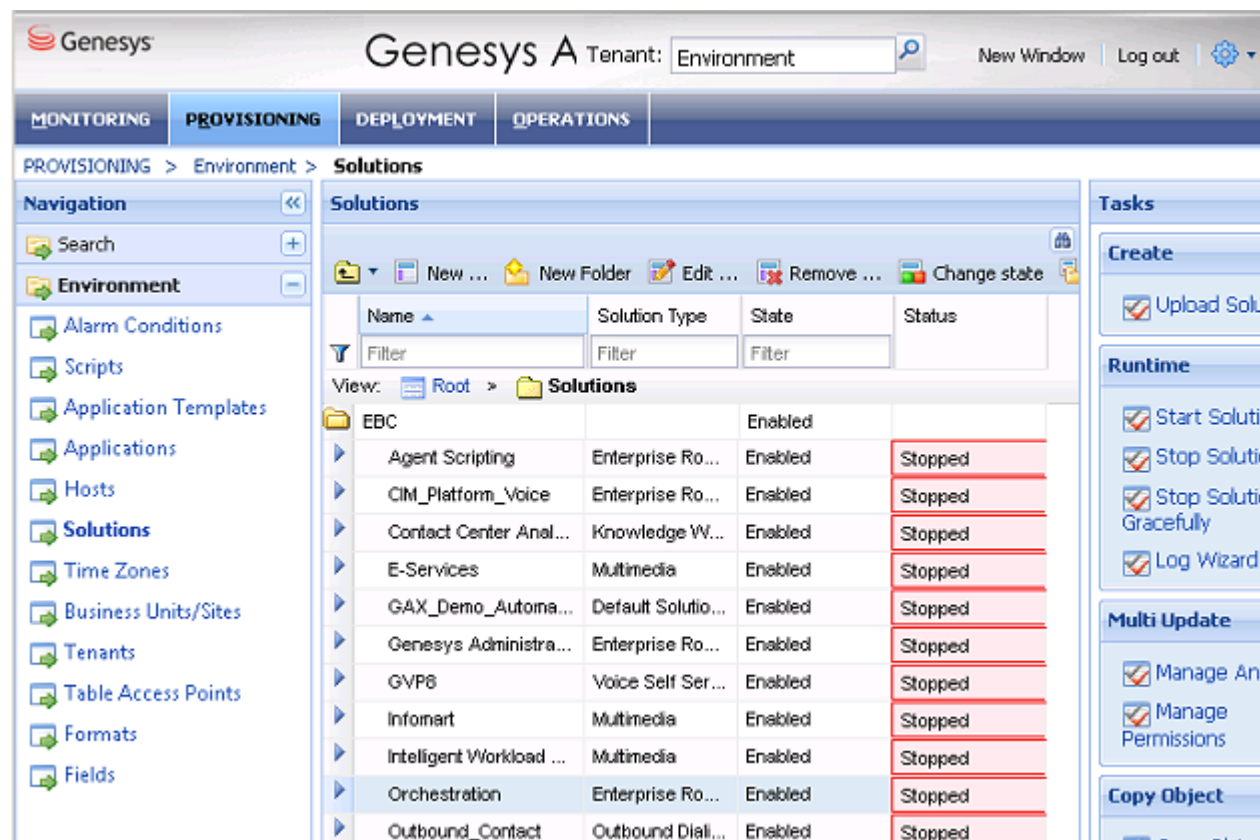 Genesys
Genesys A Tenant: Environment
New Window Log out
MONITORING PROVISIONING DEPLOYMENT OPERATIONS
PROVISIONING > Environment > Solutions
Navigation
Search
Environment
Alarm Conditions
Scripts
Application Templates
Applications
Hosts
Solutions
Time Zones
Business Units/Sites
Tenants
Table Access Points
Formats
Fields
Solutions
New ... New Folder Edit ... Remove ... Change state
Name Solution Type State Status
Filter Filter Filter
View: Root > Solutions
EBC Enabled
Agent Scripting Enterprise Ro... Enabled Stopped
CIM_Platform_Voice Enterprise Ro... Enabled Stopped
Contact Center Anal... Knowledge W... Enabled Stopped
E-Services Multimedia Enabled Stopped
GAX_Demo_Automa... Default Solutio... Enabled Stopped
Genesys Administra... Enterprise Ro... Enabled Stopped
GVP8 Voice Self Ser... Enabled Stopped
Infomart Multimedia Enabled Stopped
Intelligent Workload ... Multimedia Enabled Stopped
Orchestration Enterprise Ro... Enabled Stopped
Outbound_Contact Outbound Diali... Enabled Stopped
Tasks
Create
Upload Solu
Runtime
Start Soluti
Stop Soluti
Stop Soluti
Gracefully
Log Wizard
Multi Update
Manage An
Manage
Permissions
Copy Object